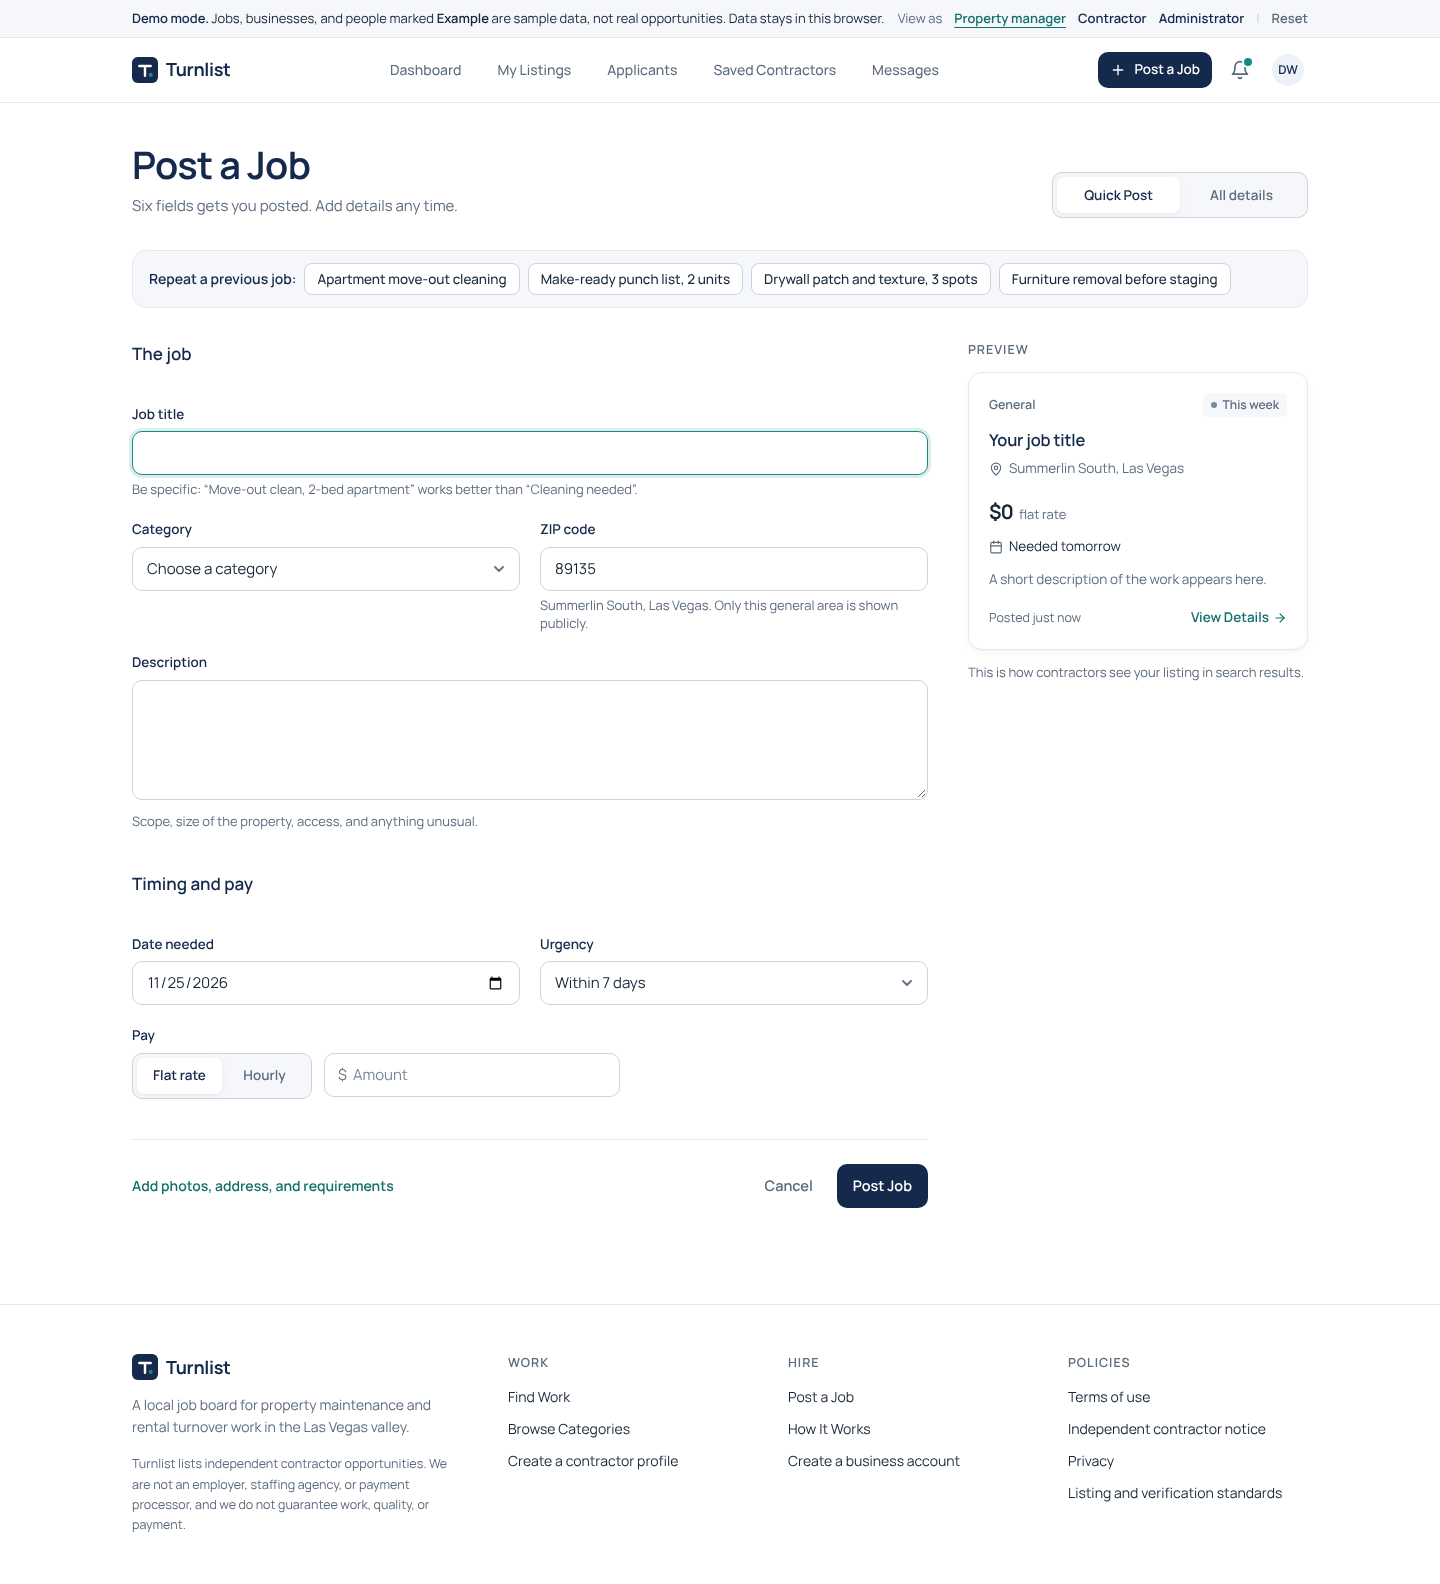 Demo mode. Jobs, businesses, and people marked Example are sample data, not real opportunities. Data stays in this browser. View as Property manager Contractor Administrator Reset
Turnlist Dashboard My Listings Applicants Saved Contractors Messages + Post a Job DW
Post a Job
Six fields gets you posted. Add details any time.
Quick Post All details
Repeat a previous job: Apartment move-out cleaning Make-ready punch list, 2 units Drywall patch and texture, 3 spots Furniture removal before staging
The job
Job title
Be specific: “Move-out clean, 2-bed apartment” works better than “Cleaning needed”.
Category
Choose a category
ZIP code
89135
Summerlin South, Las Vegas. Only this general area is shown
publicly.
Description
Scope, size of the property, access, and anything unusual.
Timing and pay
Date needed
11/25/2026
Urgency
Within 7 days
Pay
Flat rate Hourly $ Amount
Add photos, address, and requirements Cancel Post Job
PREVIEW
General This week
Your job title
Summerlin South, Las Vegas
$0 flat rate
Needed tomorrow
A short description of the work appears here.
Posted just now View Details →
This is how contractors see your listing in search results.
Turnlist
A local job board for property maintenance and
rental turnover work in the Las Vegas valley.
Turnlist lists independent contractor opportunities. We
are not an employer, staffing agency, or payment
processor, and we do not guarantee work, quality, or
payment.
WORK
Find Work
Browse Categories
Create a contractor profile
HIRE
Post a Job
How It Works
Create a business account
POLICIES
Terms of use
Independent contractor notice
Privacy
Listing and verification standards